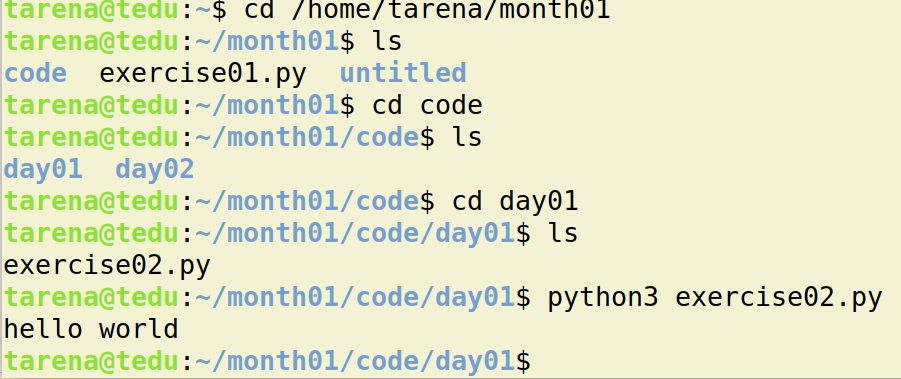 tarena@tedu:~$ cd /home/tarena/month01
tarena@tedu:~/month01$ ls
code  exercise01.py  untitled
tarena@tedu:~/month01$ cd code
tarena@tedu:~/month01/code$ ls
day01  day02
tarena@tedu:~/month01/code$ cd day01
tarena@tedu:~/month01/code/day01$ ls
exercise02.py
tarena@tedu:~/month01/code/day01$ python3 exercise02.py
hello world
tarena@tedu:~/month01/code/day01$